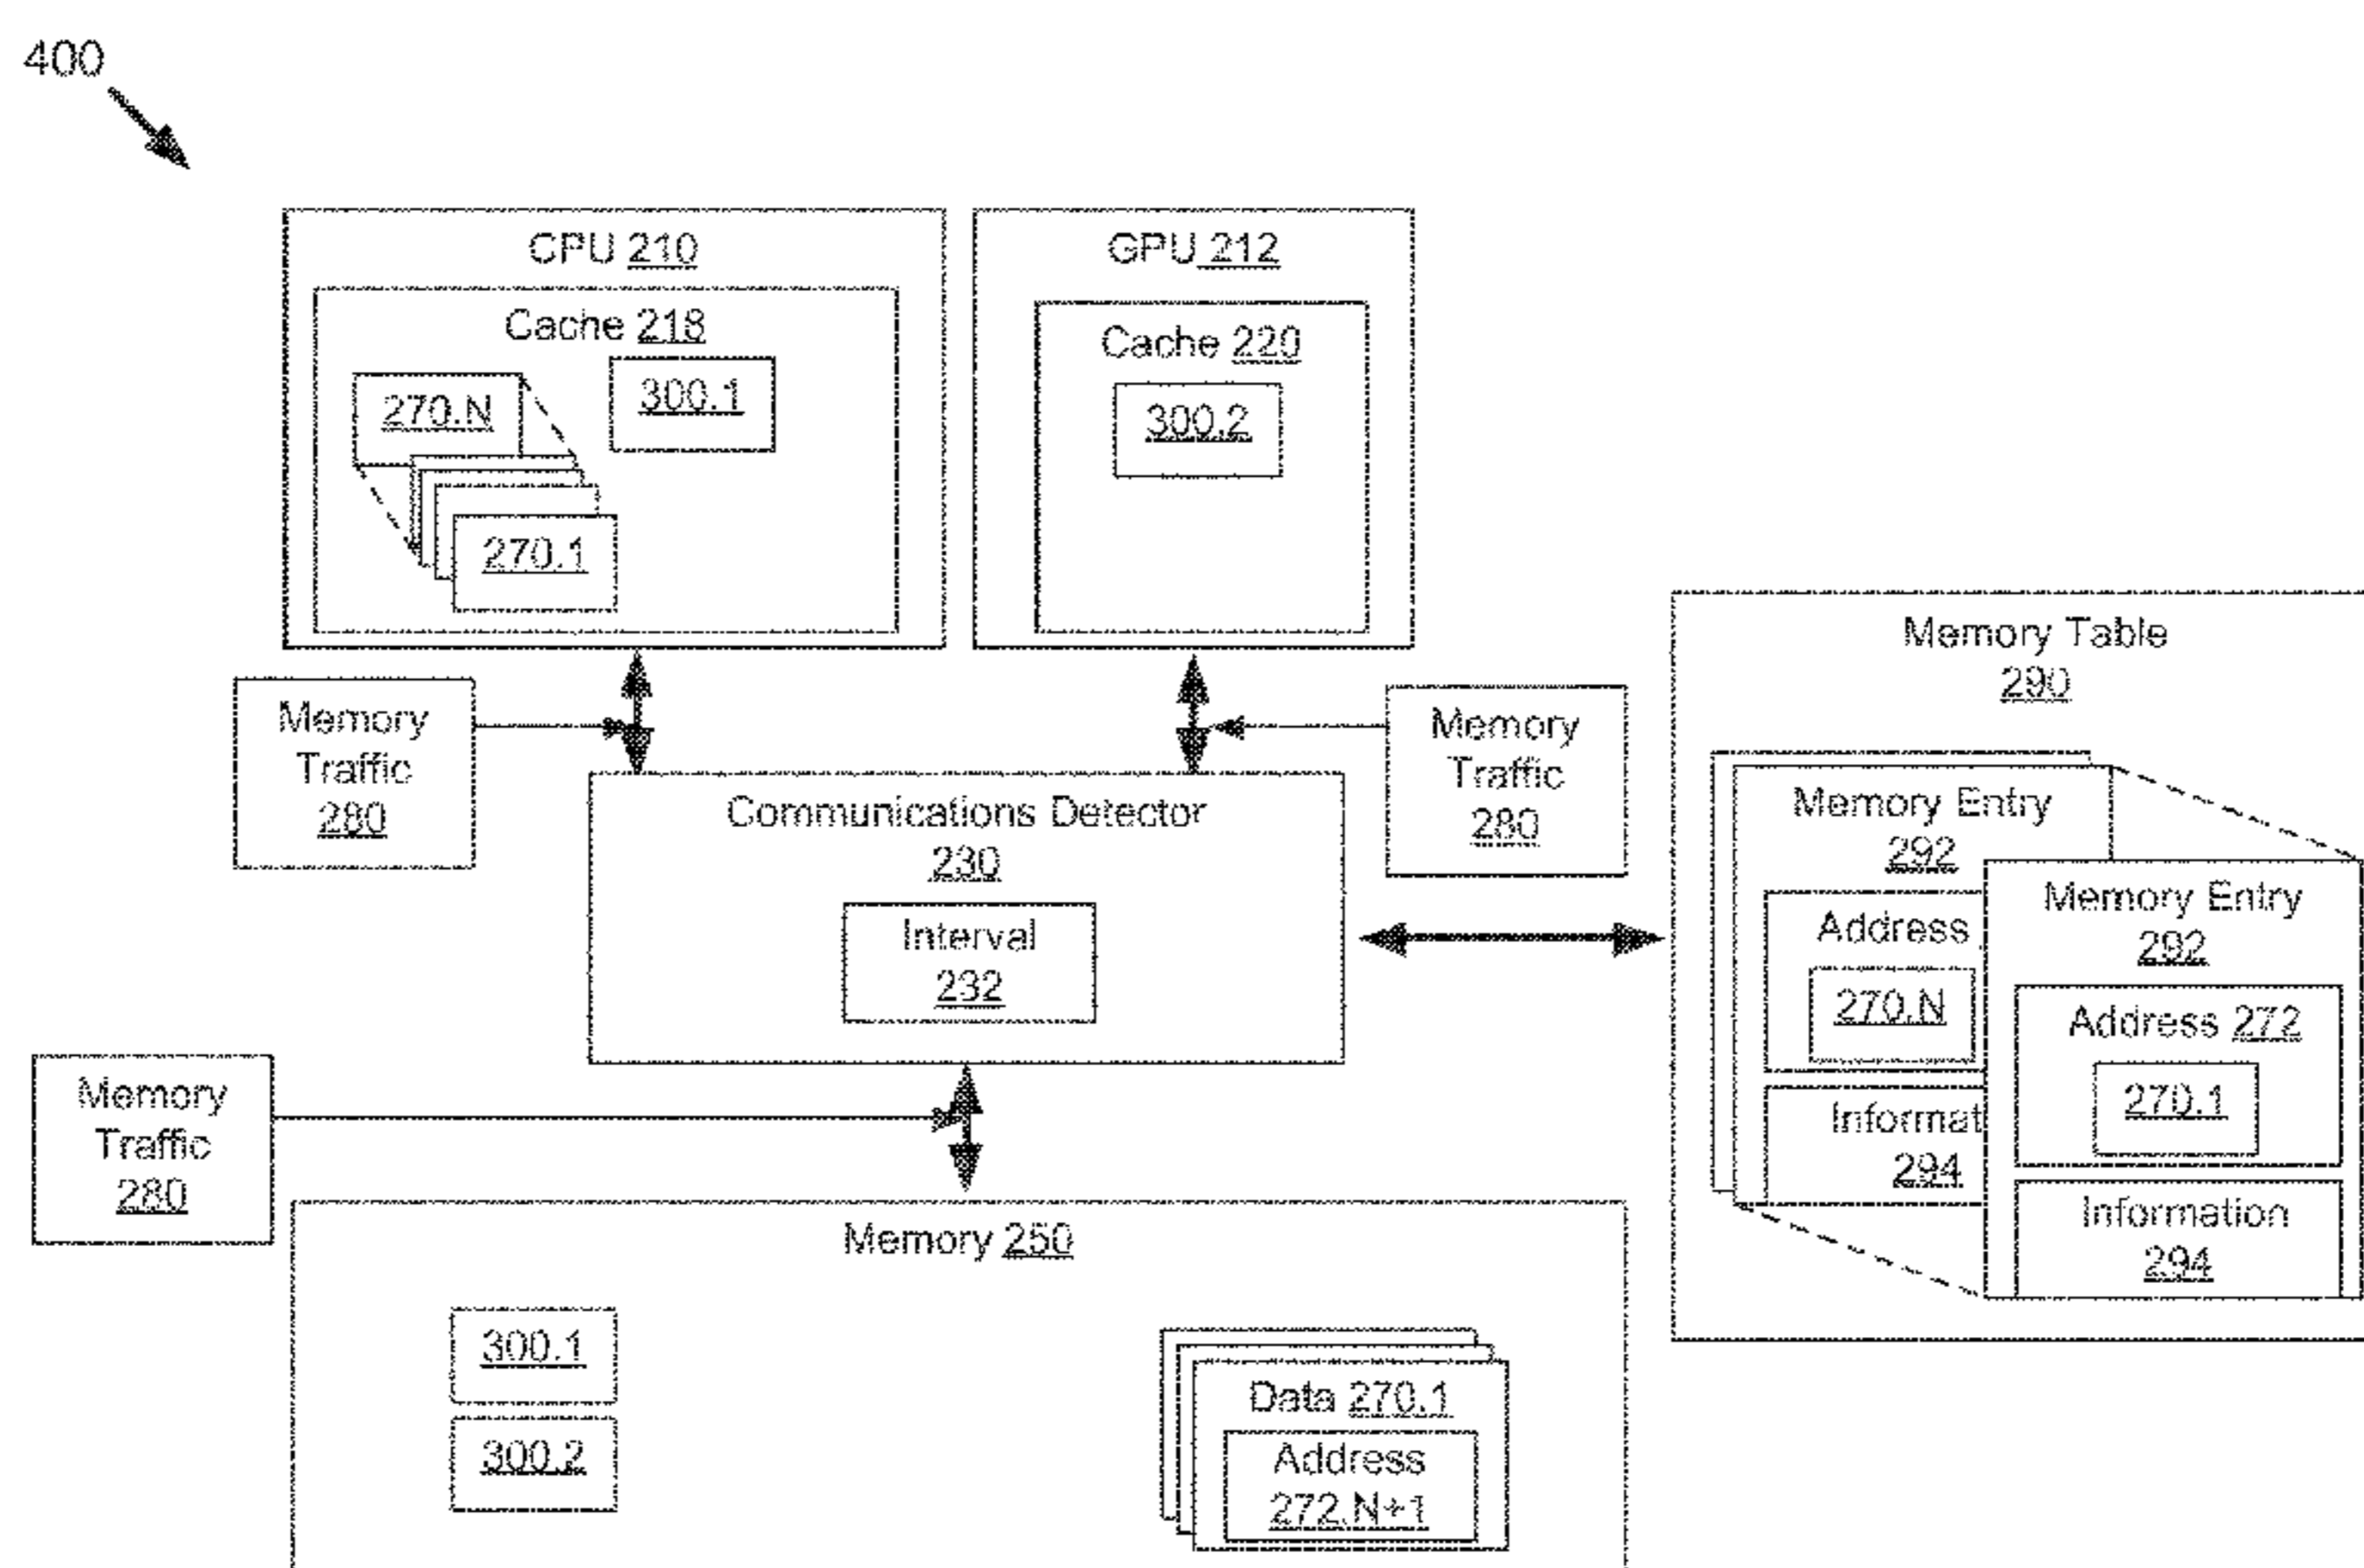 400
CPU 210
Cache 218
270.N
300.1
270.1
GPU 212
Cache 220
300.2
Memory
Traffic
280
Memory
Traffic
280
Communications Detector
230
Interval
232
Memory
Traffic
280
Memory Table
290
Memory Entry
292
Address
270.N
Informat
294
Memory Entry
292
Address 272
270.1
Information
294
Memory 250
300.1
300.2
Data 270.1
Address
272.N+1